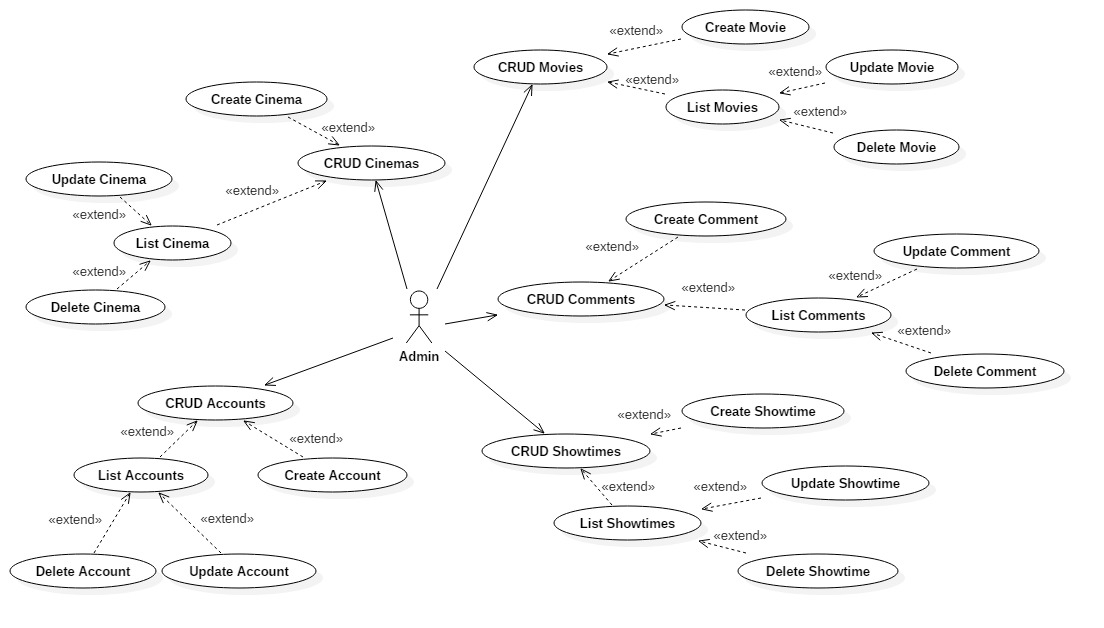 «extend»
Create Movie
CRUD Movies
«extend»
Update Movie
«extend»
List Movies
«extend»
Delete Movie
Create Cinema
«extend»
CRUD Cinemas
Update Cinema
«extend»
«extend»
List Cinema
«extend»
Delete Cinema
Create Comment
«extend»
CRUD Comments
«extend»
Update Comment
«extend»
List Comments
«extend»
Delete Comment
Admin
CRUD Accounts
«extend»
«extend»
List Accounts
Create Account
«extend»
«extend»
Delete Account
Update Account
Create Showtime
«extend»
CRUD Showtimes
«extend»
«extend»
Update Showtime
List Showtimes
«extend»
Delete Showtime